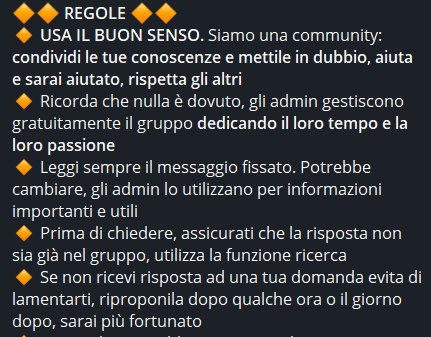 🔶🔶 REGOLE 🔶🔶
🔶 USA IL BUON SENSO. Siamo una community:
condividi le tue conoscenze e mettile in dubbio, aiuta
e sarai aiutato, rispetta gli altri
🔶 Ricorda che nulla è dovuto, gli admin gestiscono
gratuitamente il gruppo dedicando il loro tempo e la
loro passione
🔶 Leggi sempre il messaggio fissato. Potrebbe
cambiare, gli admin lo utilizzano per informazioni
importanti e utili
🔶 Prima di chiedere, assicurati che la risposta non
sia già nel gruppo, utilizza la funzione ricerca
🔶 Se non ricevi risposta ad una tua domanda evita di
lamentarti, riproponila dopo qualche ora o il giorno
dopo, sarai più fortunato